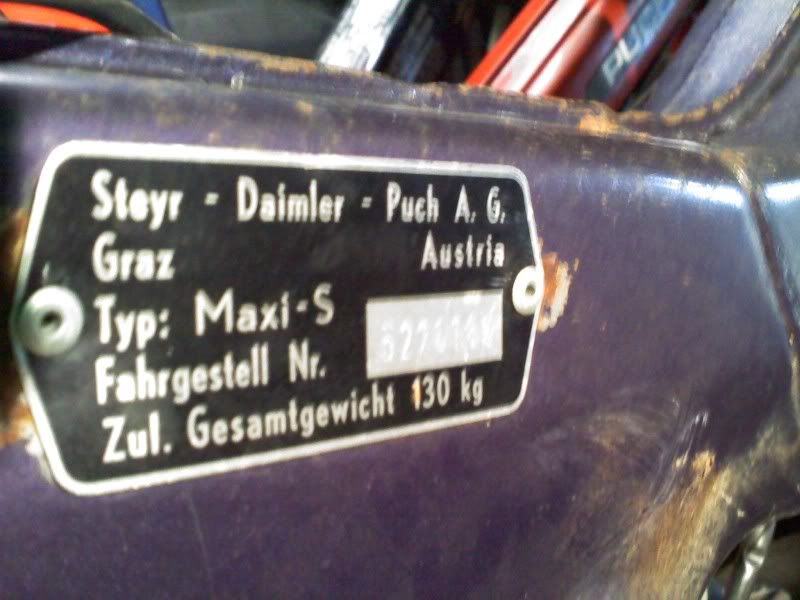 Steyr - Daimler - Puch A. G.
Graz Austria
Typ: Maxi-S
Fahrgestell Nr.
Zul. Gesamtgewicht 130 kg